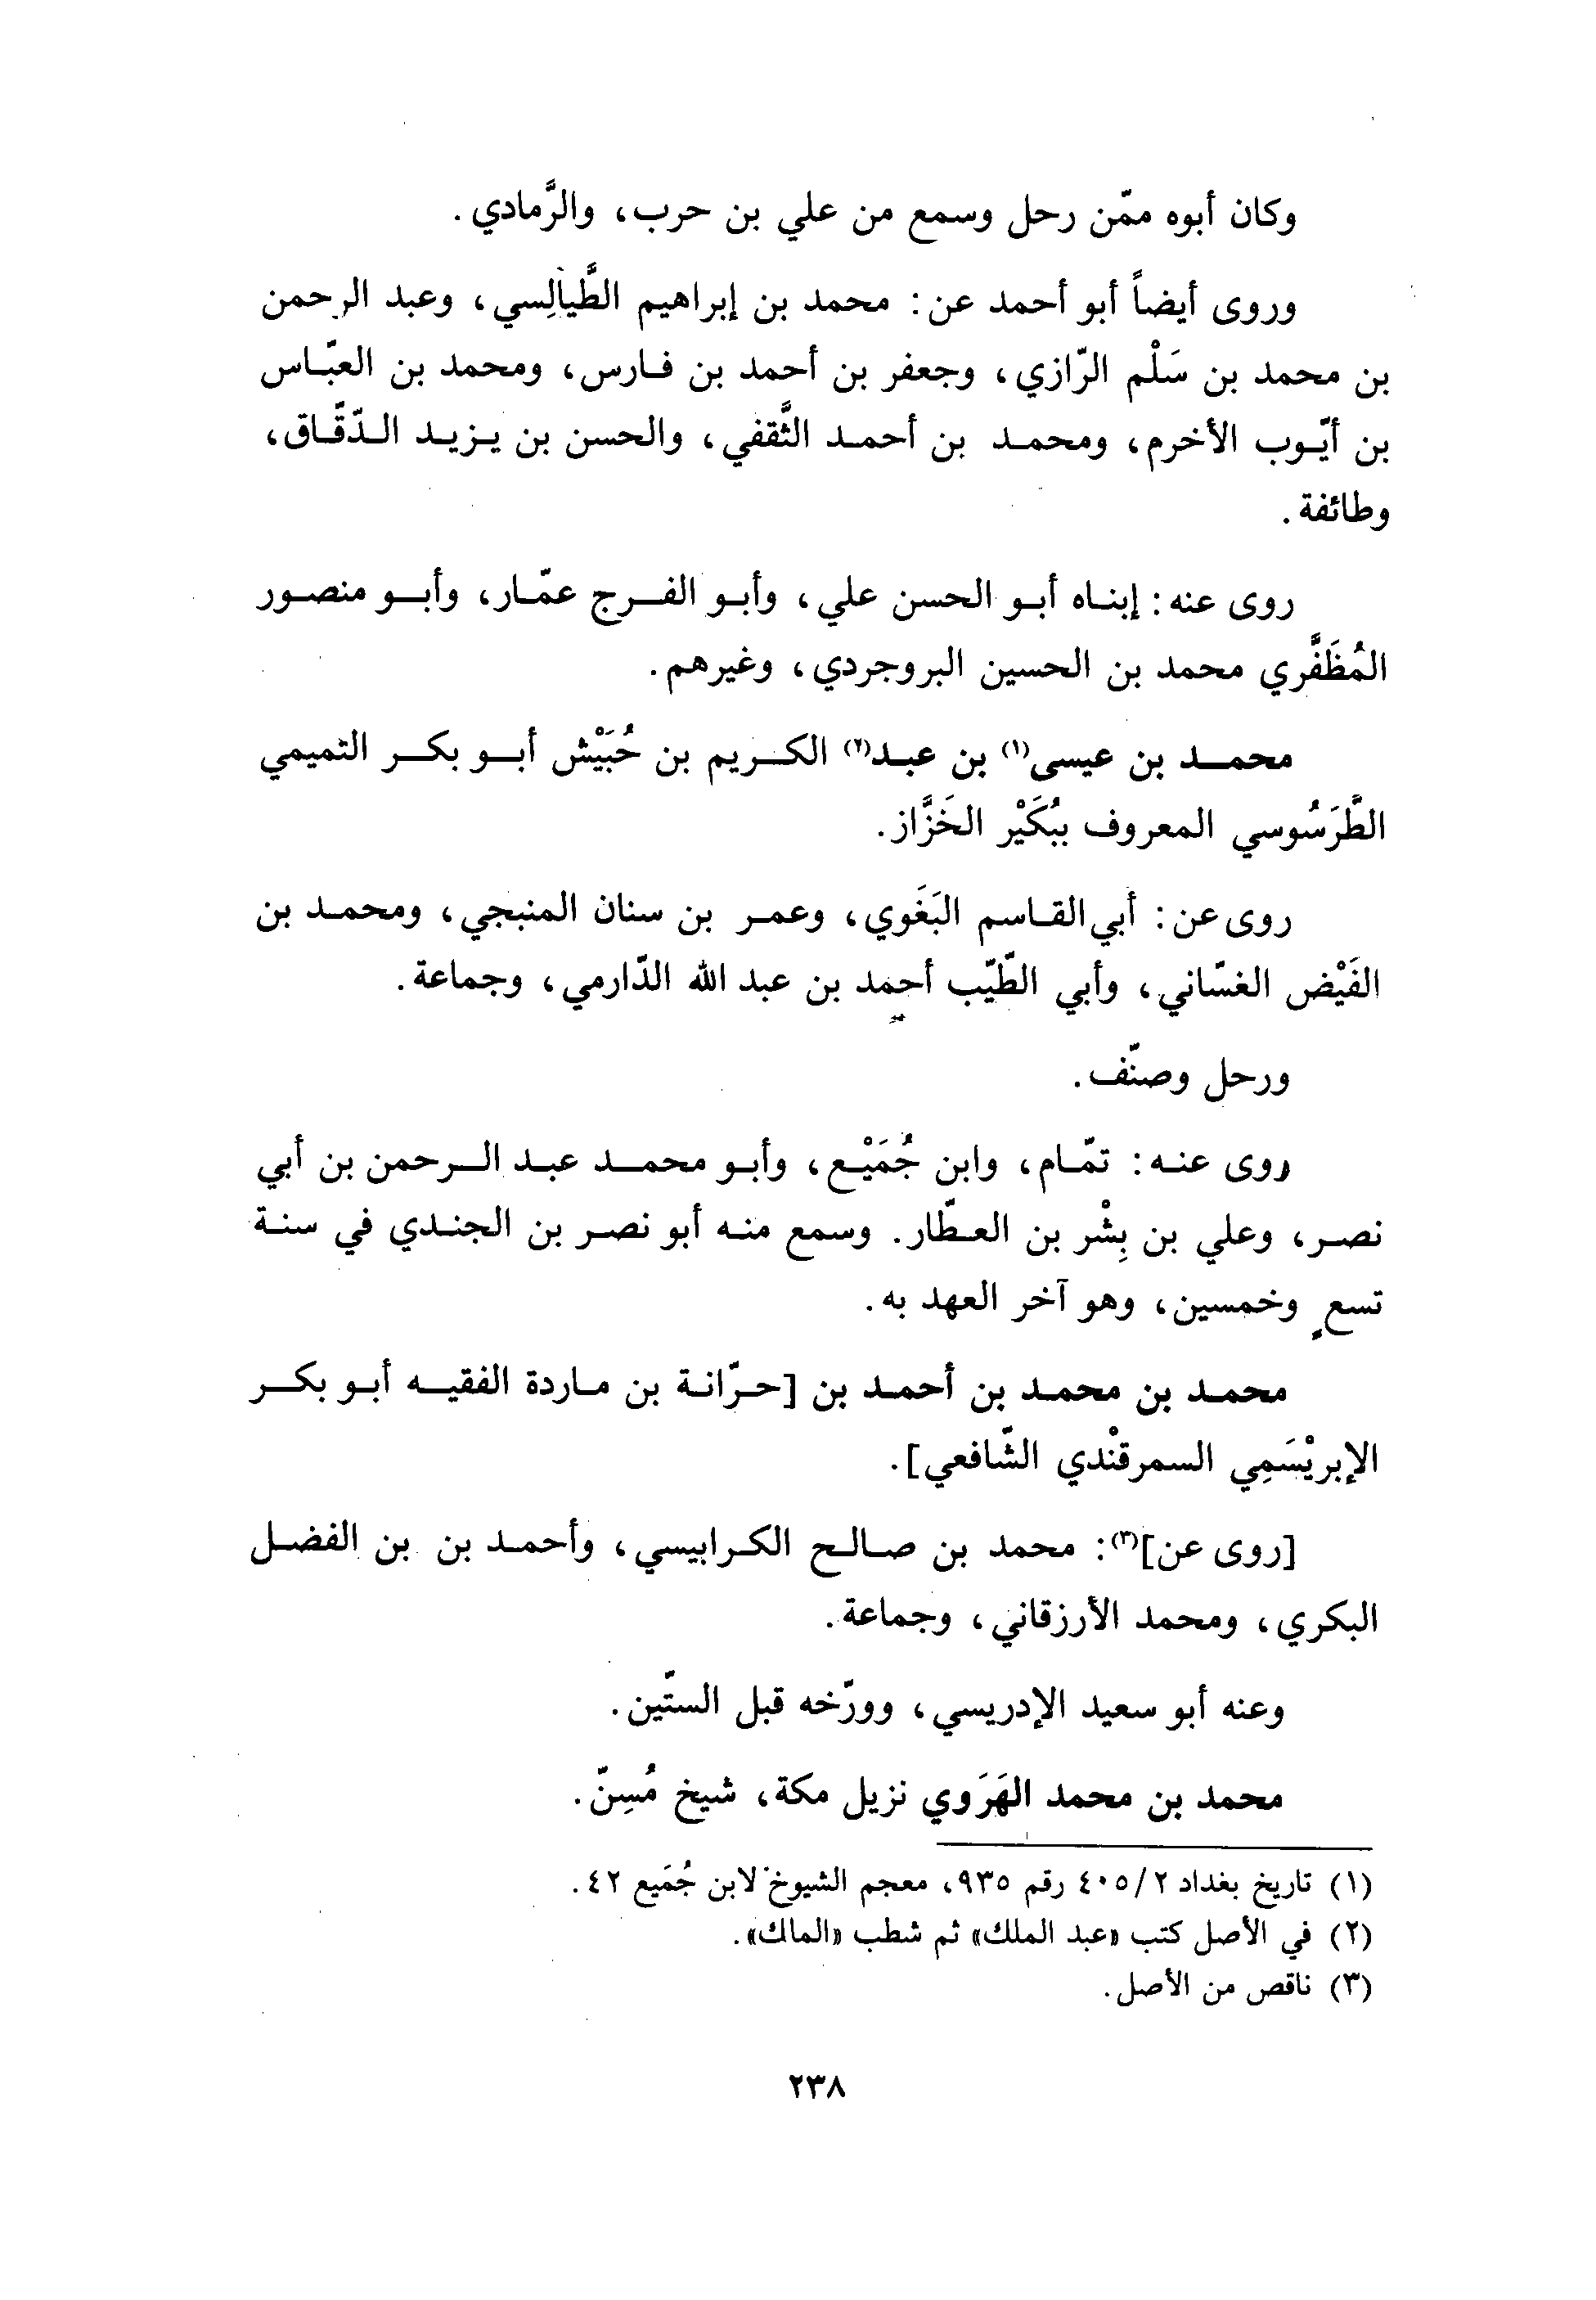 وكان أبوه ممّن رحل وسمع من علي بن حرب، والرَّمادي.
وروى أيضاً أبو أحمد عن: محمد بن إبراهيم الطَّيالِسي، وعبد الرحمن
بن محمد بن سَلْم الرّازي، وجعفر بن أحمد بن فارس، ومحمد بن العبّاس
بن أيّوب الأخرم، ومحمد بن أحمد الثَّقفي، والحسن بن يزيد الدّقّاق،
وطائفة.
روى عنه: إبناه أبو الحسن علي، وأبو الفرج عمّار، وأبو منصور
المُظَفَّري محمد بن الحسين البروجردي، وغيرهم.
محمد بن عيسى(١) بن عبد(٢) الكريم بن حُبَيْش أبو بكر التميمي
الطَّرَسُوسي المعروف ببُكَيْر الخَزَّاز.
روى عن: أبي القاسم البَغَوي، وعمر بن سنان المنبجي، ومحمد بن
الفَيْض الغسّاني، وأبي الطّيّب أحمد بن عبد الله الدّارمي، وجماعة.
ورحل وصنّف.
روى عنه: تمّام، وابن جُمَيْع، وأبو محمد عبد الرحمن بن أبي
نصر، وعلي بن بِشْر بن العطّار. وسمع منه أبو نصر بن الجندي في سنة
تسعٍ وخمسين، وهو آخر العهد به.
محمد بن محمد بن أحمد بن [حرّانة بن ماردة الفقيه أبو بكر
الإبريْسَمِي السمرقنْدي الشّافعي].
[روى عن](٣): محمد بن صالح الكرابيسي، وأحمد بن بن الفضل
البكري، ومحمد الأرزقاني، وجماعة.
وعنه أبو سعيد الإدريسي، وورّخه قبل الستّين.
محمد بن محمد الهَرَوي نزيل مكة، شيخ مُسِنّ.
(١) تاريخ بغداد ٤٠٥/٢ رقم ٩٣٥، معجم الشيوخ لابن جُمَيع ٤٢.
(٢) في الأصل كتب «عبد الملك» ثم شطب «المالك».
(٣) ناقص من الأصل.
٢٣٨